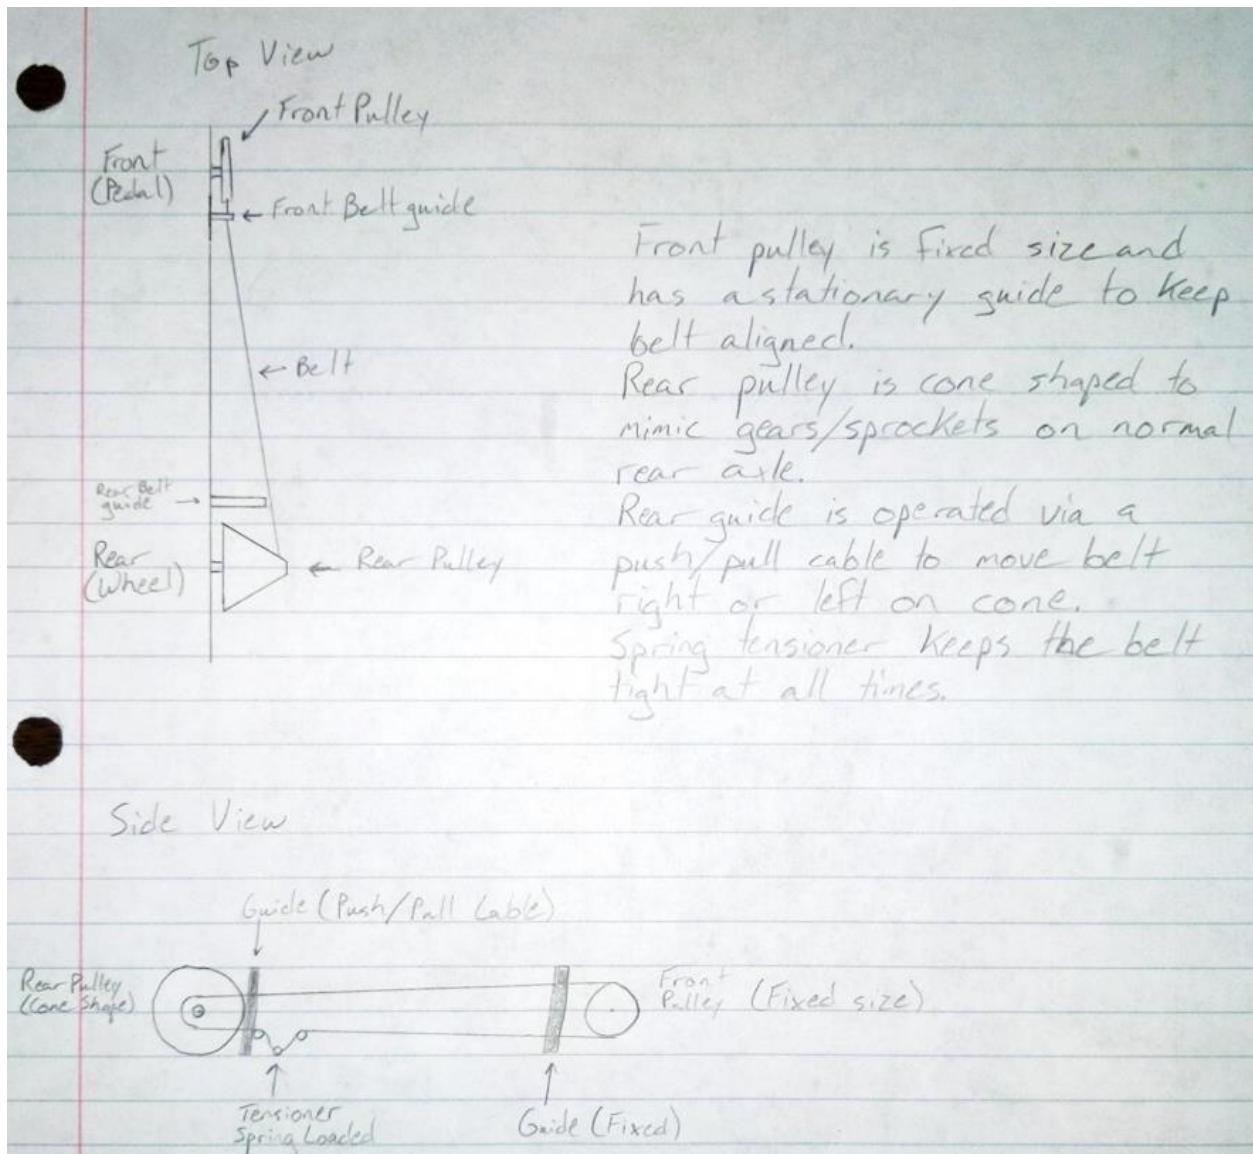 Top View
Front Pulley
Front
(Pedal)
Front Belt guide
Front pulley is fixed size and
has a stationary guide to keep
belt aligned.
Rear pulley is cone shaped to
mimic gears/sprockets on normal
rear axle.
Rear guide is operated via a
push/pull cable to move belt
right or left on cone.
Spring tensioner keeps the belt
tight at all times.
Belt
Rear Belt
guide
Rear
(Wheel)
Rear Pulley
Side View
Guide (Push/Pull Cable)
Rear Pulley
(Cone Shape)
Front
Pulley (Fixed size)
Tensioner
Spring Loaded
Guide (Fixed)